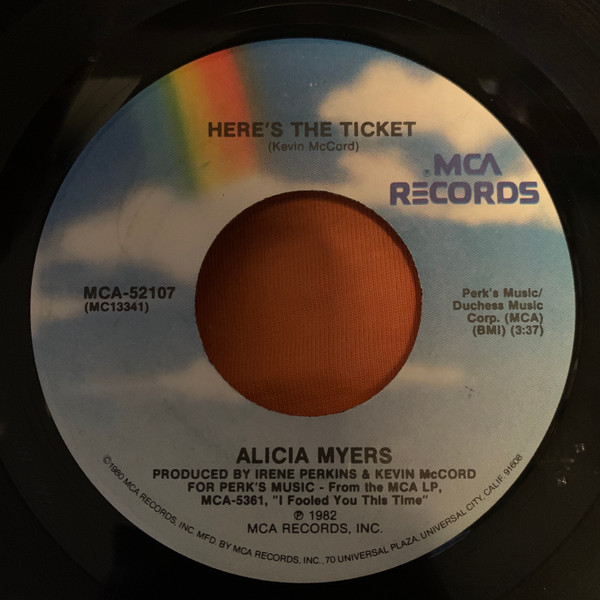 HERE'S THE TICKET
(Kevin McCord)
®MCA
RECORDS
MCA-52107
(MC13341)
Perk's Music/
Duchess Music
Corp. (MCA)
(BMI) (3:37)
ALICIA MYERS
PRODUCED BY IRENE PERKINS & KEVIN McCORD
FOR PERK'S MUSIC - From the MCA LP,
MCA-5361, "I Fooled You This Time"
℗ 1982
MCA RECORDS, INC.
©1980 MCA RECORDS, INC. MFD. BY MCA RECORDS, INC., 70 UNIVERSAL PLAZA, UNIVERSAL CITY, CALIF. 91608